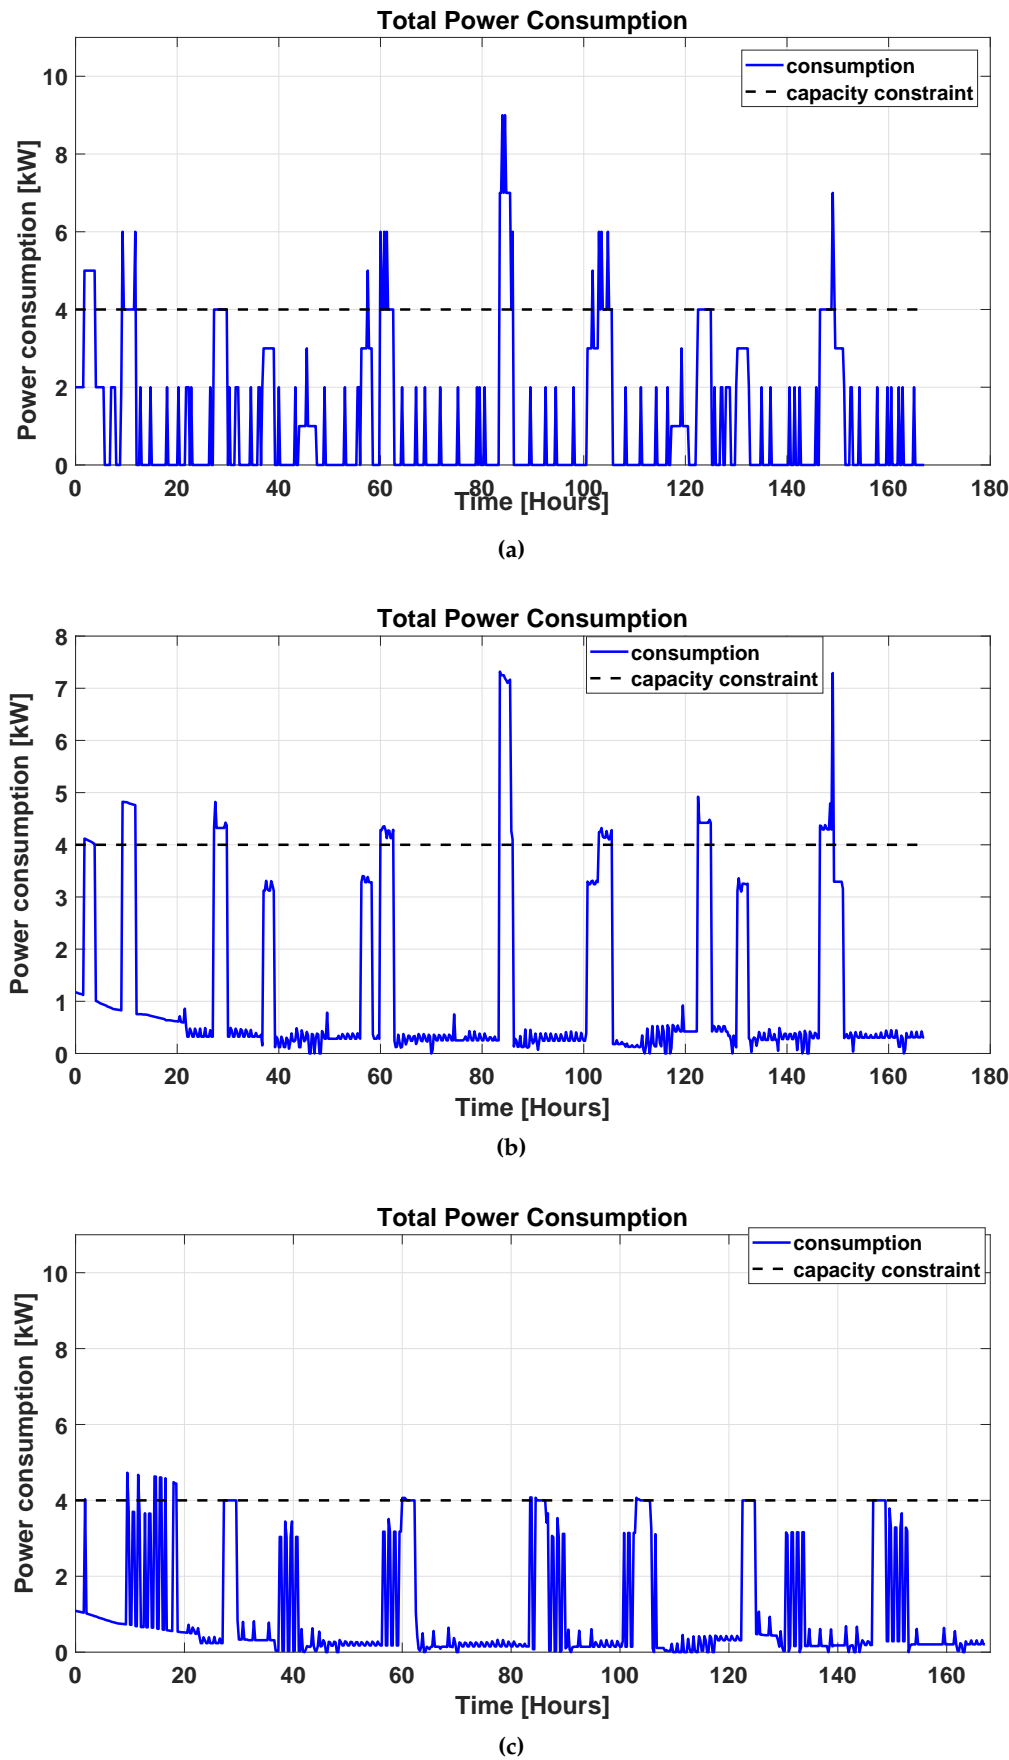 Total Power Consumption
Power consumption [kW]
10
8
6
4
2
0
consumption
capacity constraint
0 20 40 60 80 100 120 140 160 180
Time [Hours]
(a)
Total Power Consumption
Power consumption [kW]
8
7
6
5
4
3
2
1
0
consumption
capacity constraint
0 20 40 60 80 100 120 140 160 180
Time [Hours]
(b)
Total Power Consumption
Power consumption [kW]
10
8
6
4
2
0
consumption
capacity constraint
0 20 40 60 80 100 120 140 160
Time [Hours]
(c)